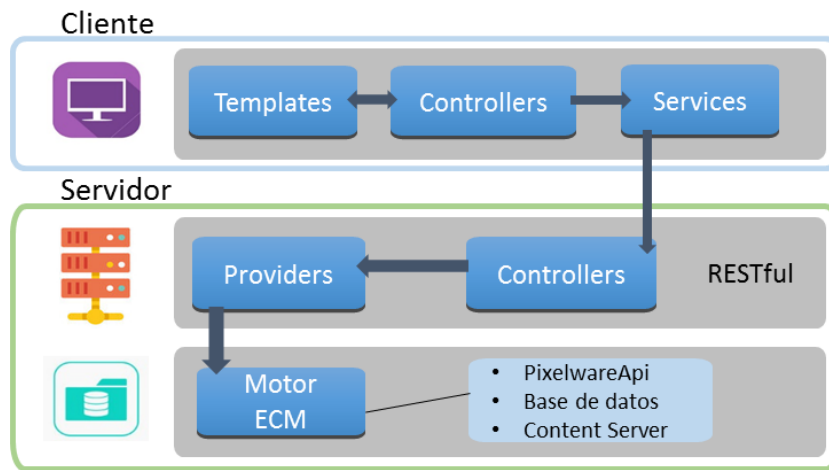 Cliente
Templates
Controllers
Services
Servidor
Providers
Controllers
RESTful
Motor
ECM
• PixelwareApi
• Base de datos
• Content Server